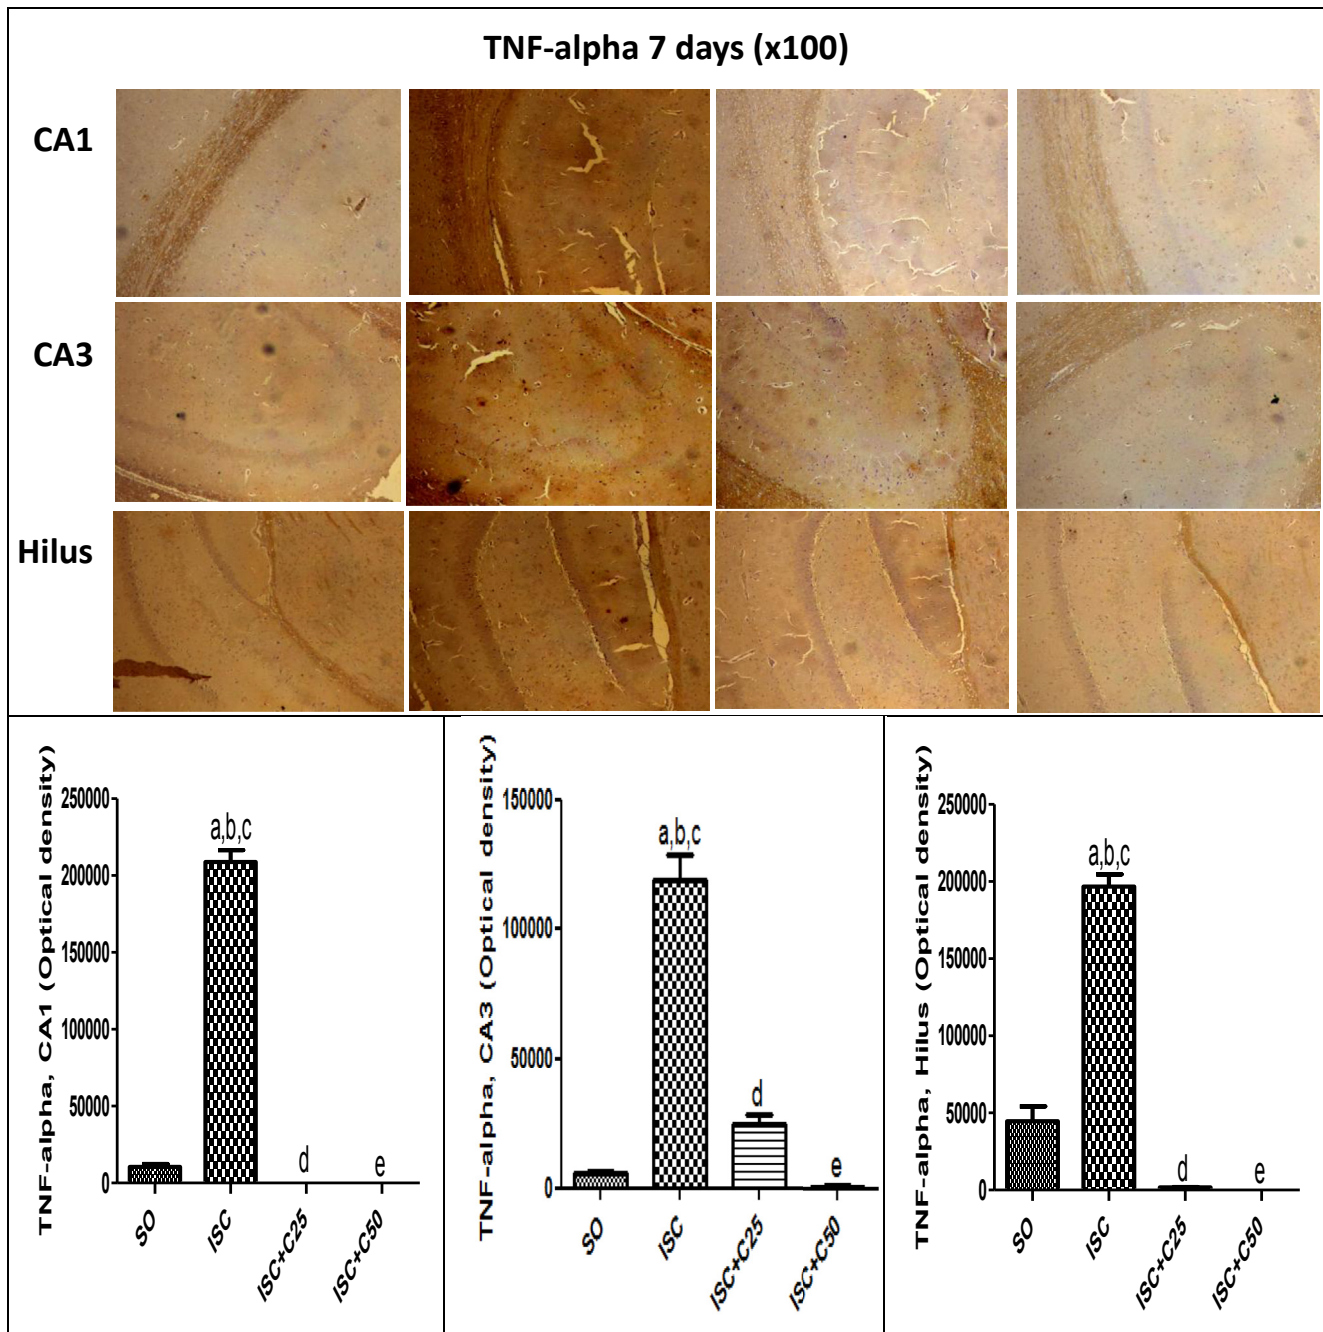 TNF-alpha 7 days (x100)
CA1
CA3
Hilus
TNF-alpha, CA1 (Optical density)
250000
200000
150000
100000
50000
0
a,b,c
d
e
SO
ISC
ISC+C25
ISC+C50
TNF-alpha, CA3 (Optical density)
150000
100000
50000
0
a,b,c
d
e
SO
ISC
ISC+C25
ISC+C50
TNF-alpha, Hilus (Optical density)
250000
200000
150000
100000
50000
0
a,b,c
d
e
SO
ISC
ISC+C25
ISC+C50